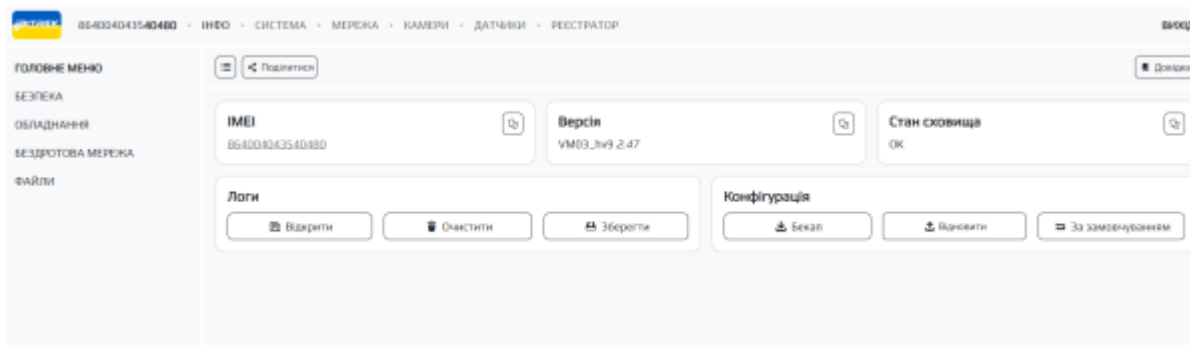 BITREK 864004043540480 • ІНФО • СИСТЕМА • МЕРЕЖА • КАМЕРИ • ДАТЧИКИ • РЕЄСТРАТОР
ГОЛОВНЕ МЕНЮ
БЕЗПЕКА
ОБЛАДНАННЯ
БЕЗДРОТОВА МЕРЕЖА
ФАЙЛИ
Поділитися
IMEI
864004043540480
Версія
VM03_hv9 2.47
Стан сховища
OK
Логи
Відкрити Очистити Зберегти
Конфігурація
Бекап Відновити За замовчуванням